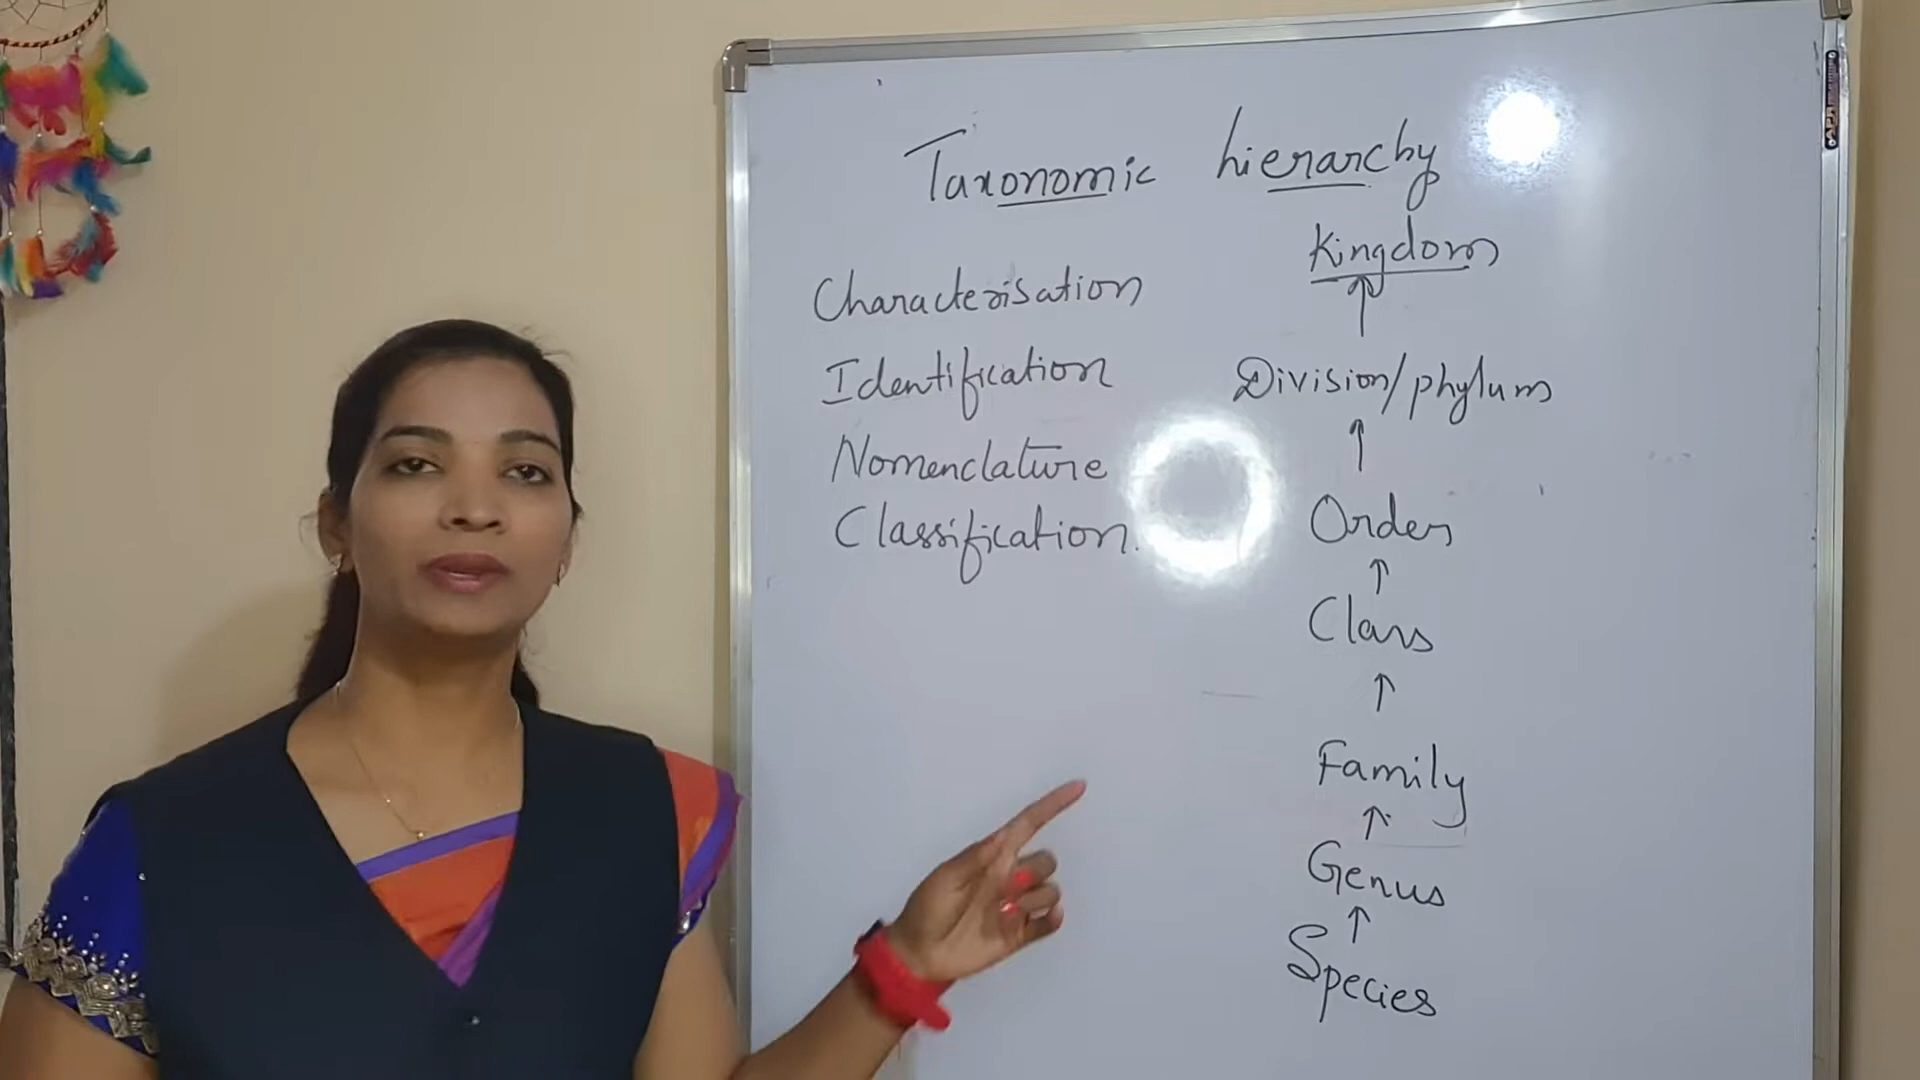 Taxonomic hierarchy
Characterisation
Identification
Nomenclature
Classification.
Kingdom
↑
Division/phylum
↑
Order
↑
Class
↑
Family
↑
Genus
↑
Species